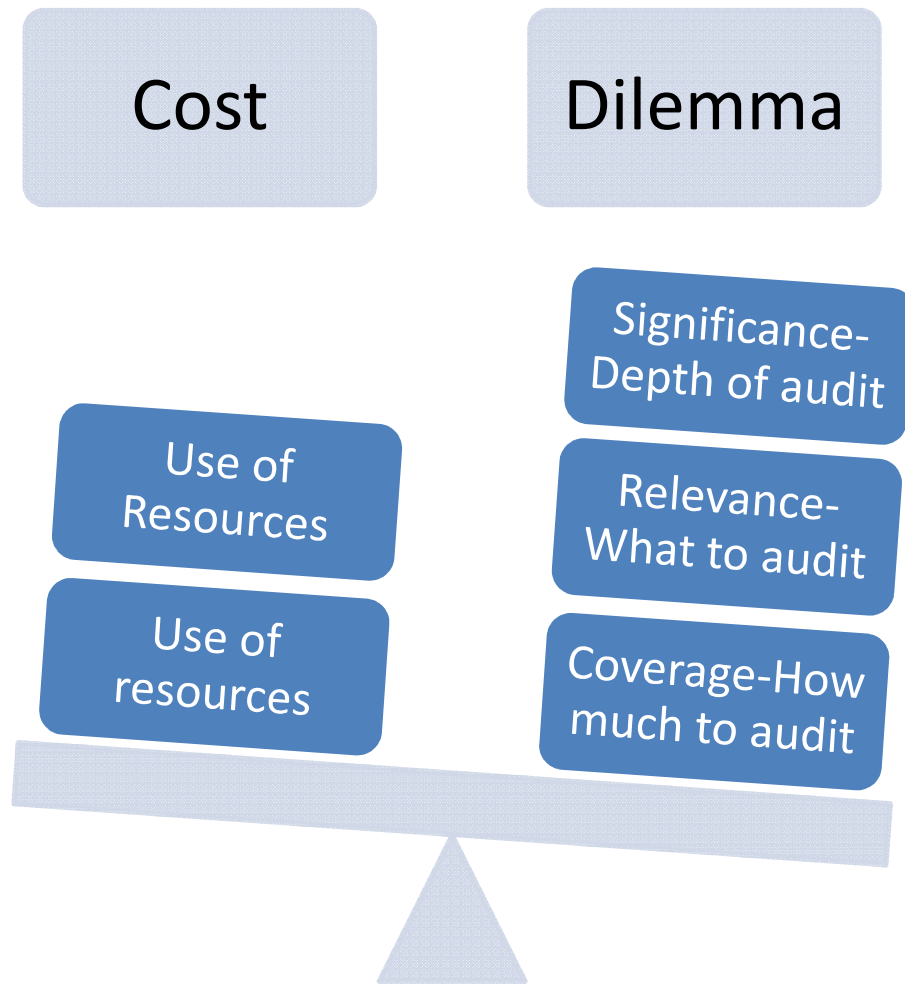 Cost
Dilemma
Use of
Resources
Use of
resources
Significance-
Depth of audit
Relevance-
What to audit
Coverage-How
much to audit